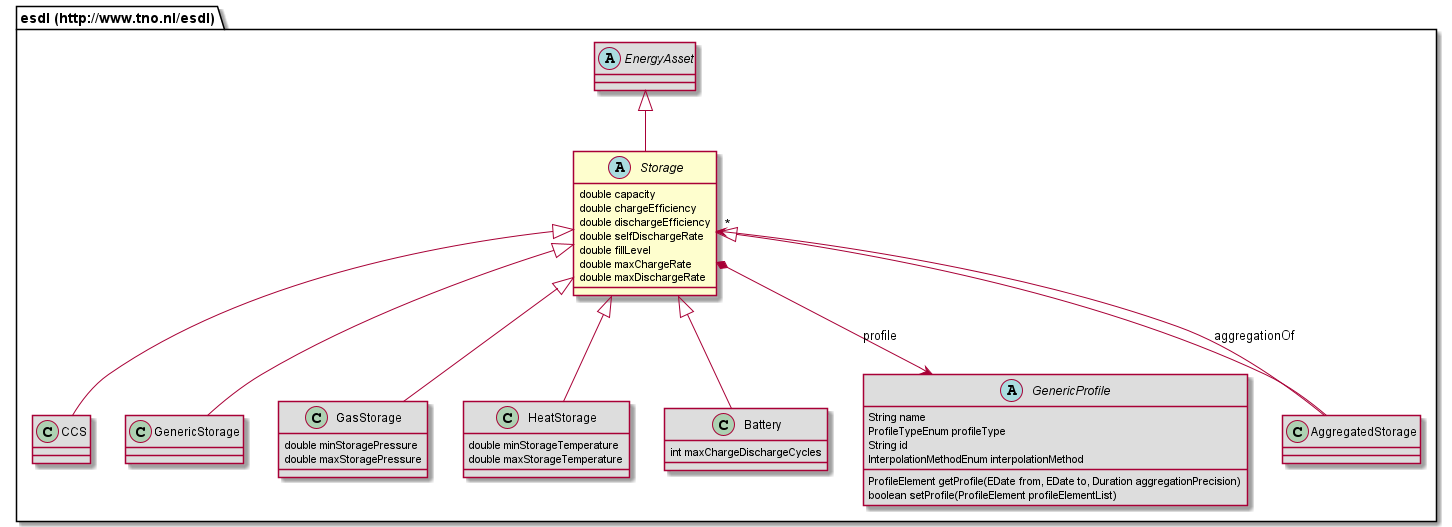 esdl (http://www.tno.nl/esdl)
A EnergyAsset
A Storage
double capacity
double chargeEfficiency
double dischargeEfficiency
double selfDischargeRate
double fillLevel
double maxChargeRate
double maxDischargeRate
*
profile
aggregationOf
C CCS
C GenericStorage
C GasStorage
double minStoragePressure
double maxStoragePressure
C HeatStorage
double minStorageTemperature
double maxStorageTemperature
C Battery
int maxChargeDischargeCycles
A GenericProfile
String name
ProfileTypeEnum profileType
String id
InterpolationMethodEnum interpolationMethod
ProfileElement getProfile(EDate from, EDate to, Duration aggregationPrecision)
boolean setProfile(ProfileElement profileElementList)
C AggregatedStorage